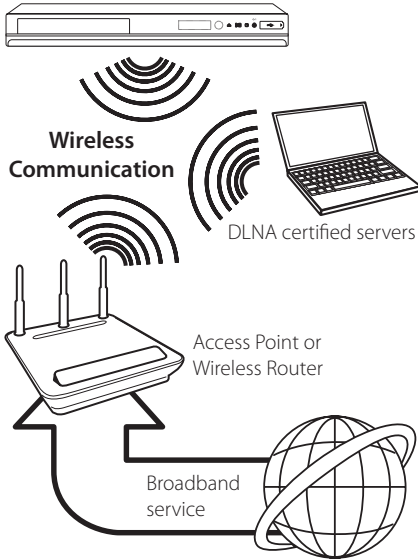 Wireless
Communication
DLNA certified servers
Access Point or
Wireless Router
Broadband
service